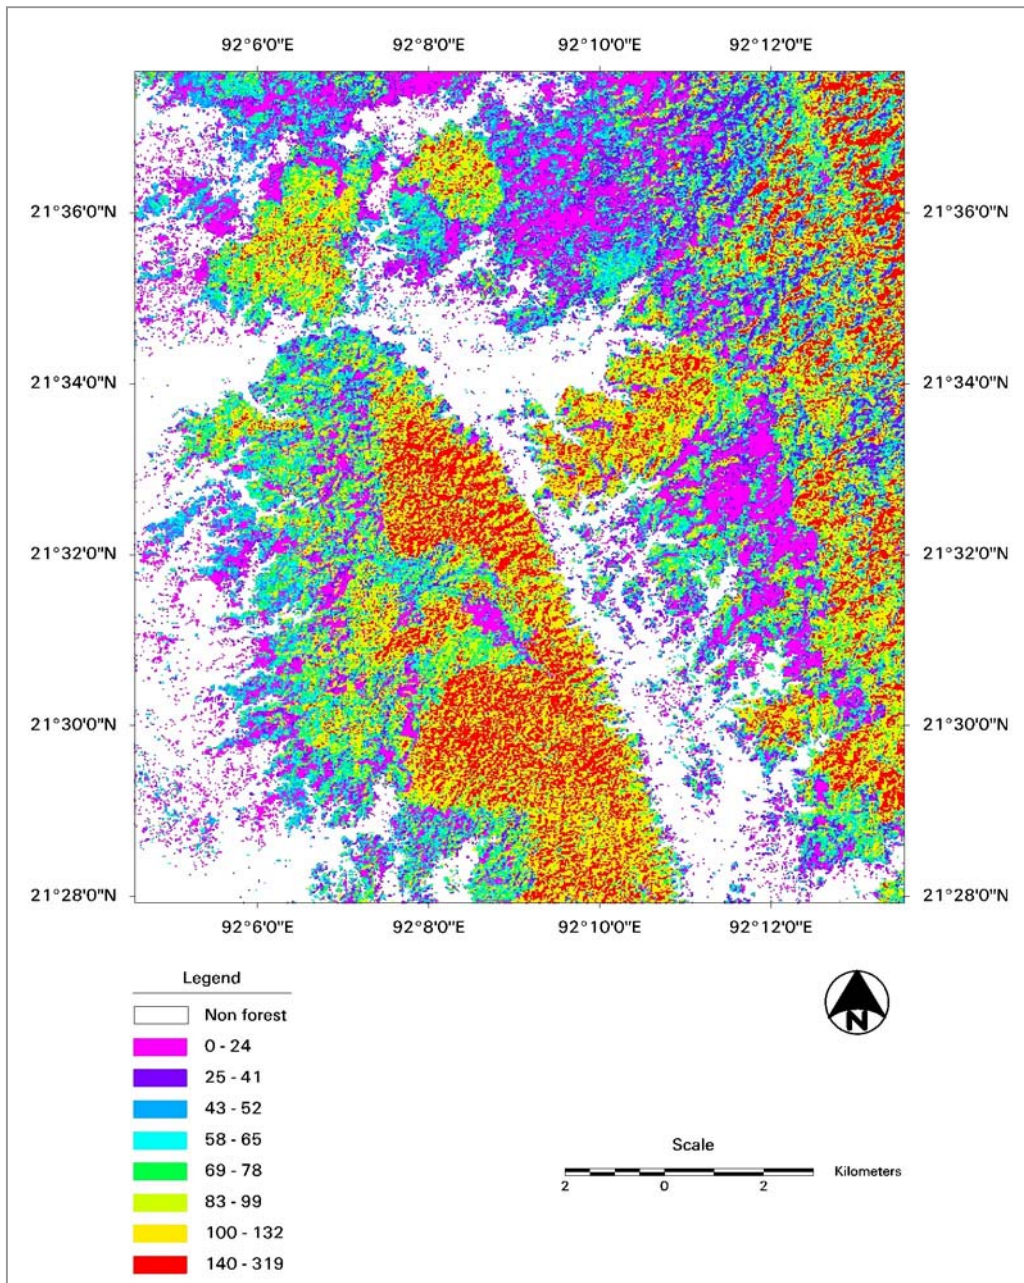 92°6'0"E 92°8'0"E 92°10'0"E 92°12'0"E
21°36'0"N 21°36'0"N
21°34'0"N 21°34'0"N
21°32'0"N 21°32'0"N
21°30'0"N 21°30'0"N
21°28'0"N 21°28'0"N
92°6'0"E 92°8'0"E 92°10'0"E 92°12'0"E
Legend
Non forest
0 - 24
25 - 41
43 - 52
58 - 65
69 - 78
83 - 99
100 - 132
140 - 319
N
Scale
Kilometers
2 0 2